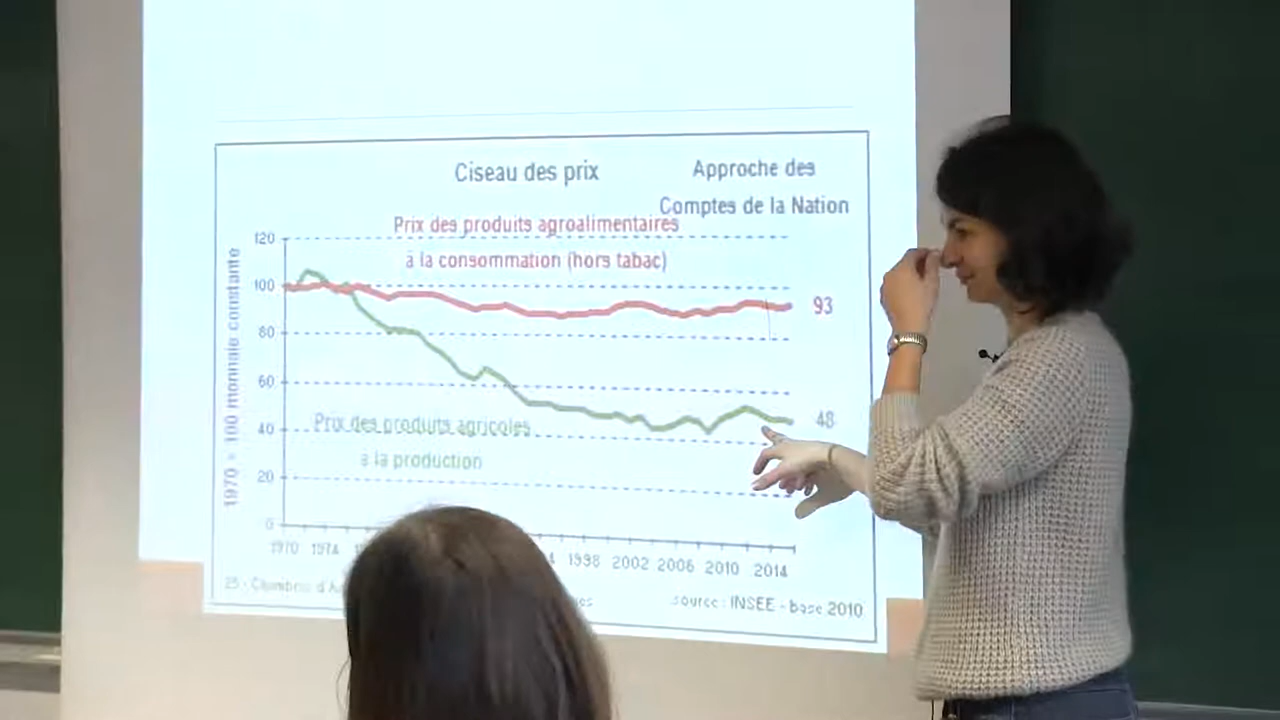 Ciseau des prix
Approche des
Comptes de la Nation
Prix des produits agroalimentaires
à la consommation (hors tabac)
1970 = 100 monnaie constante
120
100
80
60
40
20
0
93
48
Prix des produits agricoles
à la production
1970 1974 1998 2002 2006 2010 2014
source : INSEE - base 2010